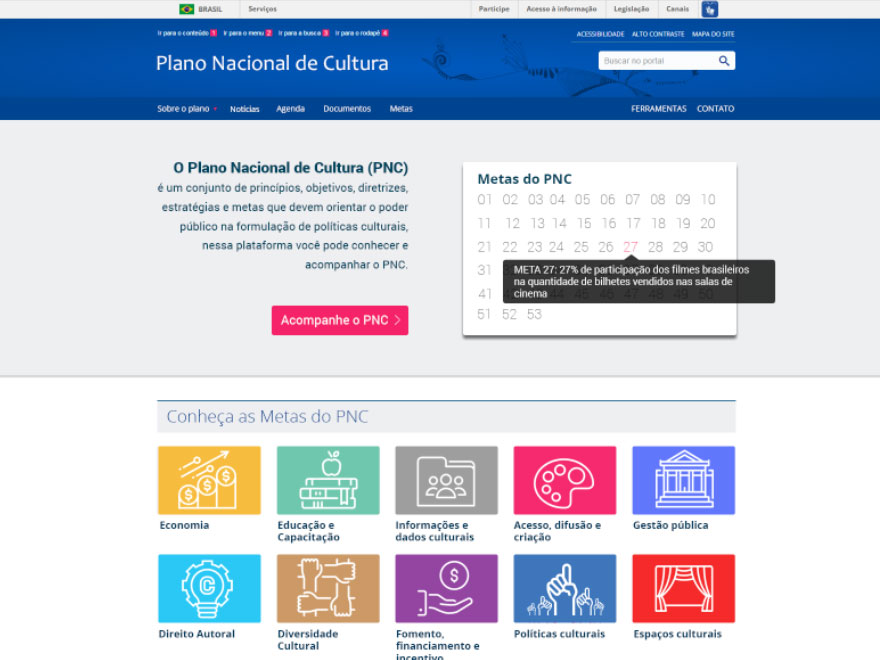 BRASIL Serviços Participe Acesso à informação Legislação Canais
Ir para o conteúdo 1 Ir para o menu 2 Ir para a busca 3 Ir para o rodapé 4
ACESSIBILIDADE ALTO CONTRASTE MAPA DO SITE
Plano Nacional de Cultura
Buscar no portal
Sobre o plano Notícias Agenda Documentos Metas FERRAMENTAS CONTATO
O Plano Nacional de Cultura (PNC)
é um conjunto de princípios, objetivos, diretrizes,
estratégias e metas que devem orientar o poder
público na formulação de políticas culturais,
nessa plataforma você pode conhecer e
acompanhar o PNC.
Acompanhe o PNC
Metas do PNC
01 02 03 04 05 06 07 08 09 10
11 12 13 14 15 16 17 18 19 20
21 22 23 24 25 26 27 28 29 30
31
META 27: 27% de participação dos filmes brasileiros
na quantidade de bilhetes vendidos nas salas de
cinema
41 47 48 49 50
51 52 53
Conheça as Metas do PNC
Economia
Educação e
Capacitação
Informações e
dados culturais
Acesso, difusão e
criação
Gestão pública
Direito Autoral
Diversidade
Cultural
Fomento,
financiamento e
incentivo
Políticas culturais
Espaços culturais